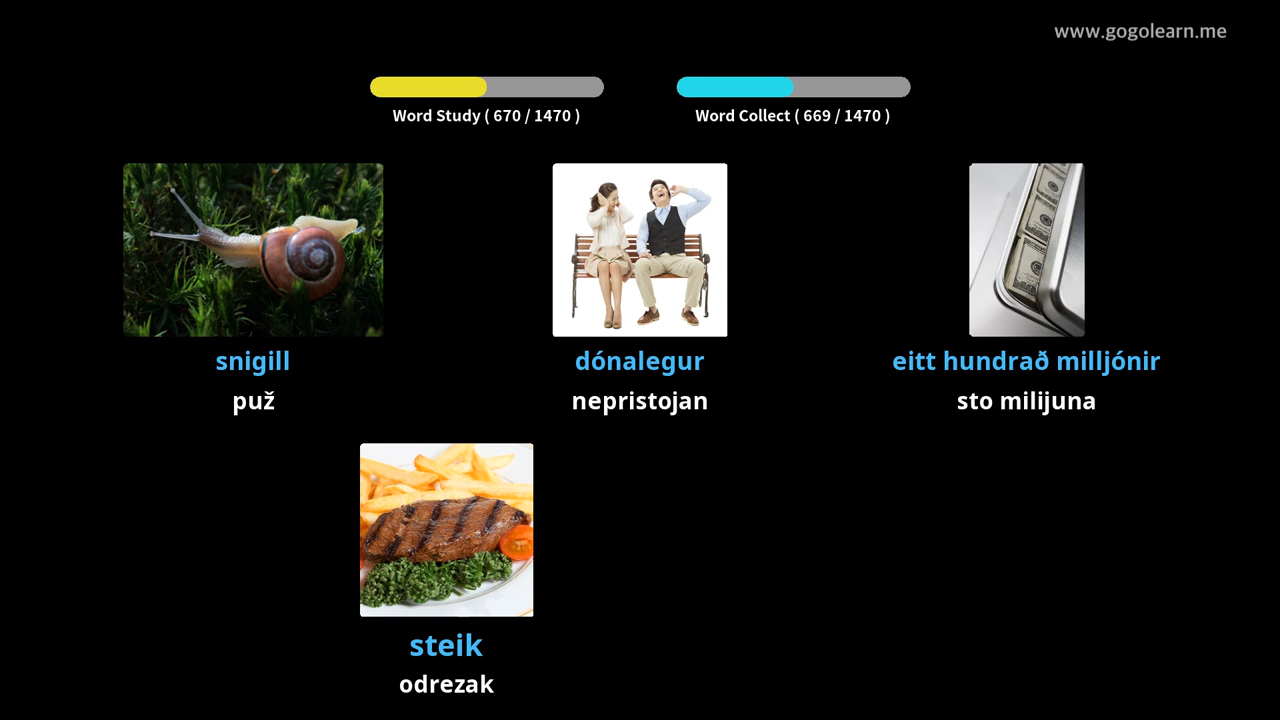 www.gogolearn.me
Word Study ( 670 / 1470 )
Word Collect ( 669 / 1470 )
snigill
puž
dónalegur
nepristojan
eitt hundrað milljónir
sto milijuna
steik
odrezak